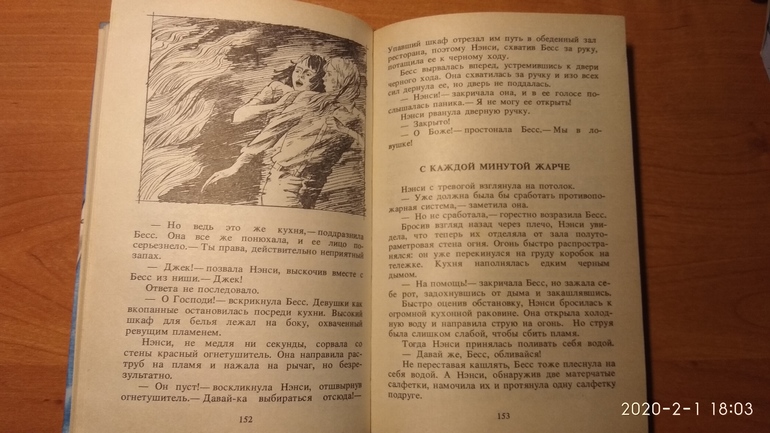 — Но ведь это же кухня,— поддразнила
Бесс. Она все же понюхала, и ее лицо по-
серьезнело.— Ты права, действительно неприятный
запах.
— Джек!— позвала Нэнси, выскочив вместе с
Бесс из ниши.— Джек!
Ответа не последовало.
— О Господи!— вскрикнула Бесс. Девушки как
вкопанные остановились посреди кухни. Высокий
шкаф для белья лежал на боку, охваченный
ревущим пламенем.
Нэнси, не медля ни секунды, сорвала со
стены красный огнетушитель. Она направила рас-
труб на пламя и нажала на рычаг, но безре-
зультатно.
— Он пуст!— воскликнула Нэнси, отшвырнув
огнетушитель.— Давай-ка выбираться отсюда!—
152
Упавший шкаф отрезал им путь в обеденный зал
ресторана, поэтому Нэнси, схватив Бесс за руку,
потащила ее к черному ходу.
Бесс вырвалась вперед, устремившись к двери
черного хода. Она схватилась за ручку и изо всех
сил дернула ее, но дверь не поддалась.
— Нэнси!— закричала она, и в ее голосе по-
слышалась паника.— Я не могу ее открыть!
Нэнси рванула дверную ручку.
— Закрыто!
— О Боже!— простонала Бесс.— Мы в ло-
вушке!
С КАЖДОЙ МИНУТОЙ ЖАРЧЕ
Нэнси с тревогой взглянула на потолок.
— Уже должна была бы сработать противопо-
жарная система,— заметила она.
— Но не сработала,— горестно возразила Бесс.
Бросив взгляд назад через плечо, Нэнси уви-
дела, что теперь их отделяла от зала полуто-
раметровая стена огня. Огонь быстро распростра-
нялся: он уже перекинулся на груду коробок на
тележке. Кухня наполнялась едким черным
дымом.
— На помощь!— закричала Бесс, но зажала се-
бе рот, задохнувшись от дыма и закашлявшись.
Быстро оценив обстановку, Нэнси бросилась к
огромной кухонной раковине. Она открыла холод-
ную воду и направила струю на огонь. Но струя
была слишком слабой, чтобы сбить пламя.
Тогда Нэнси принялась поливать себя водой.
— Давай же, Бесс, обливайся!
Не переставая кашлять, Бесс тоже плеснула на
себя водой. А Нэнси, обнаружив две матерчатые
салфетки, намочила их и протянула одну салфетку
подруге.
153
2020-2-1 18:03